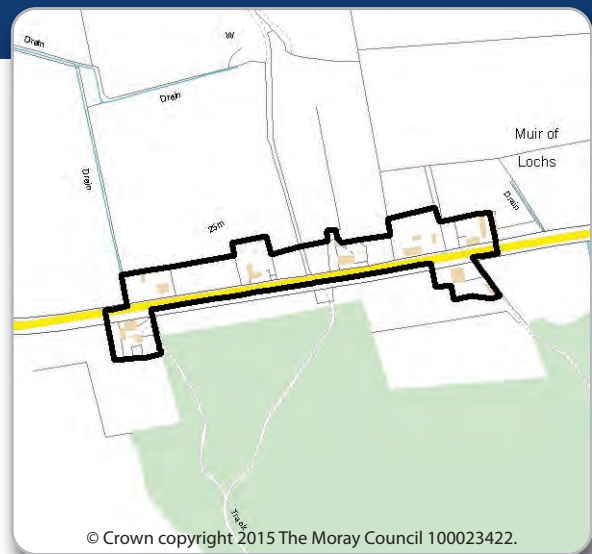 Drain
W
Drain
Muir of
Lochs
Drain
Drain
25m
Track
© Crown copyright 2015 The Moray Council 100023422.